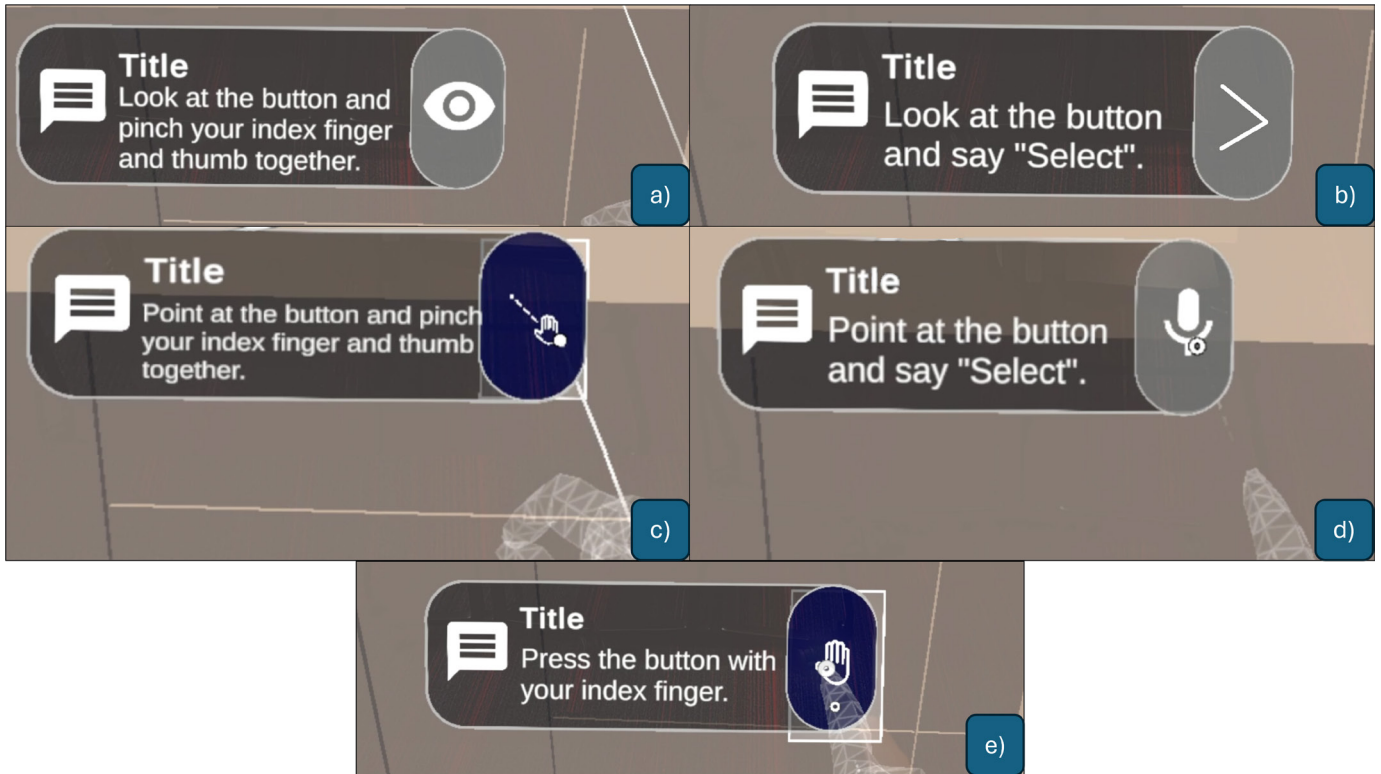 Title
Look at the button and
pinch your index finger
and thumb together.
a)
Title
Look at the button
and say "Select".
b)
Title
Point at the button and pinch
your index finger and thumb
together.
c)
Title
Point at the button
and say "Select".
d)
Title
Press the button with
your index finger.
e)